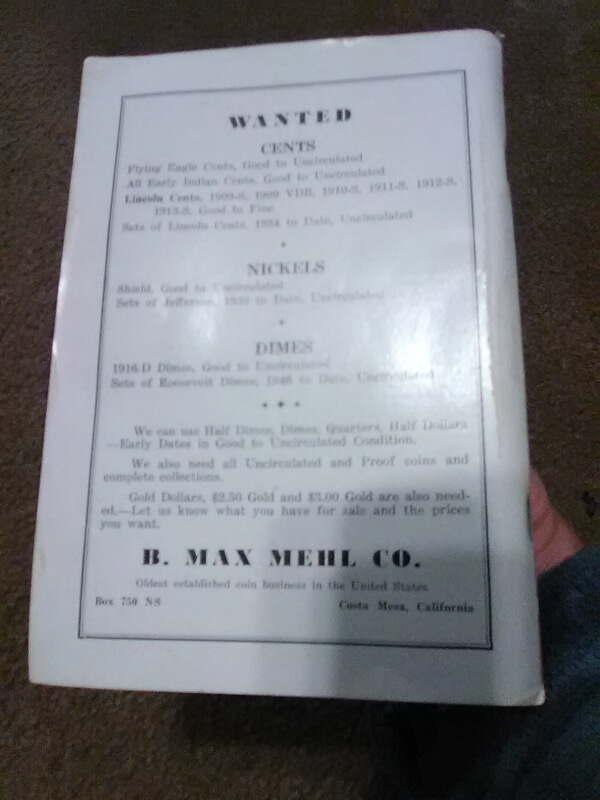 WANTED
CENTS
Flying Eagle Cents, Good to Uncirculated
All Early Indian Cents, Good to Uncirculated
Lincoln Cents, 1909-S, 1909 VDB, 1910-S, 1911-S, 1912-S,
1913-S, Good to Fine
Sets of Lincoln Cents, 1934 to Date, Uncirculated
NICKELS
Shield, Good to Uncirculated
Sets of Jefferson, 1938 to Date, Uncirculated
DIMES
1916-D Dimes, Good to Uncirculated
Sets of Roosevelt Dimes, 1946 to Date, Uncirculated
* * *
We can use Half Dimes, Dimes, Quarters, Half Dollars
—Early Dates in Good to Uncirculated Condition.
We also need all Uncirculated and Proof coins and
complete collections.
Gold Dollars, $2.50 Gold and $3.00 Gold are also need-
ed.—Let us know what you have for sale and the prices
you want.
B. MAX MEHL CO.
Oldest established coin business in the United States
Box 750 NS
Costa Mesa, California